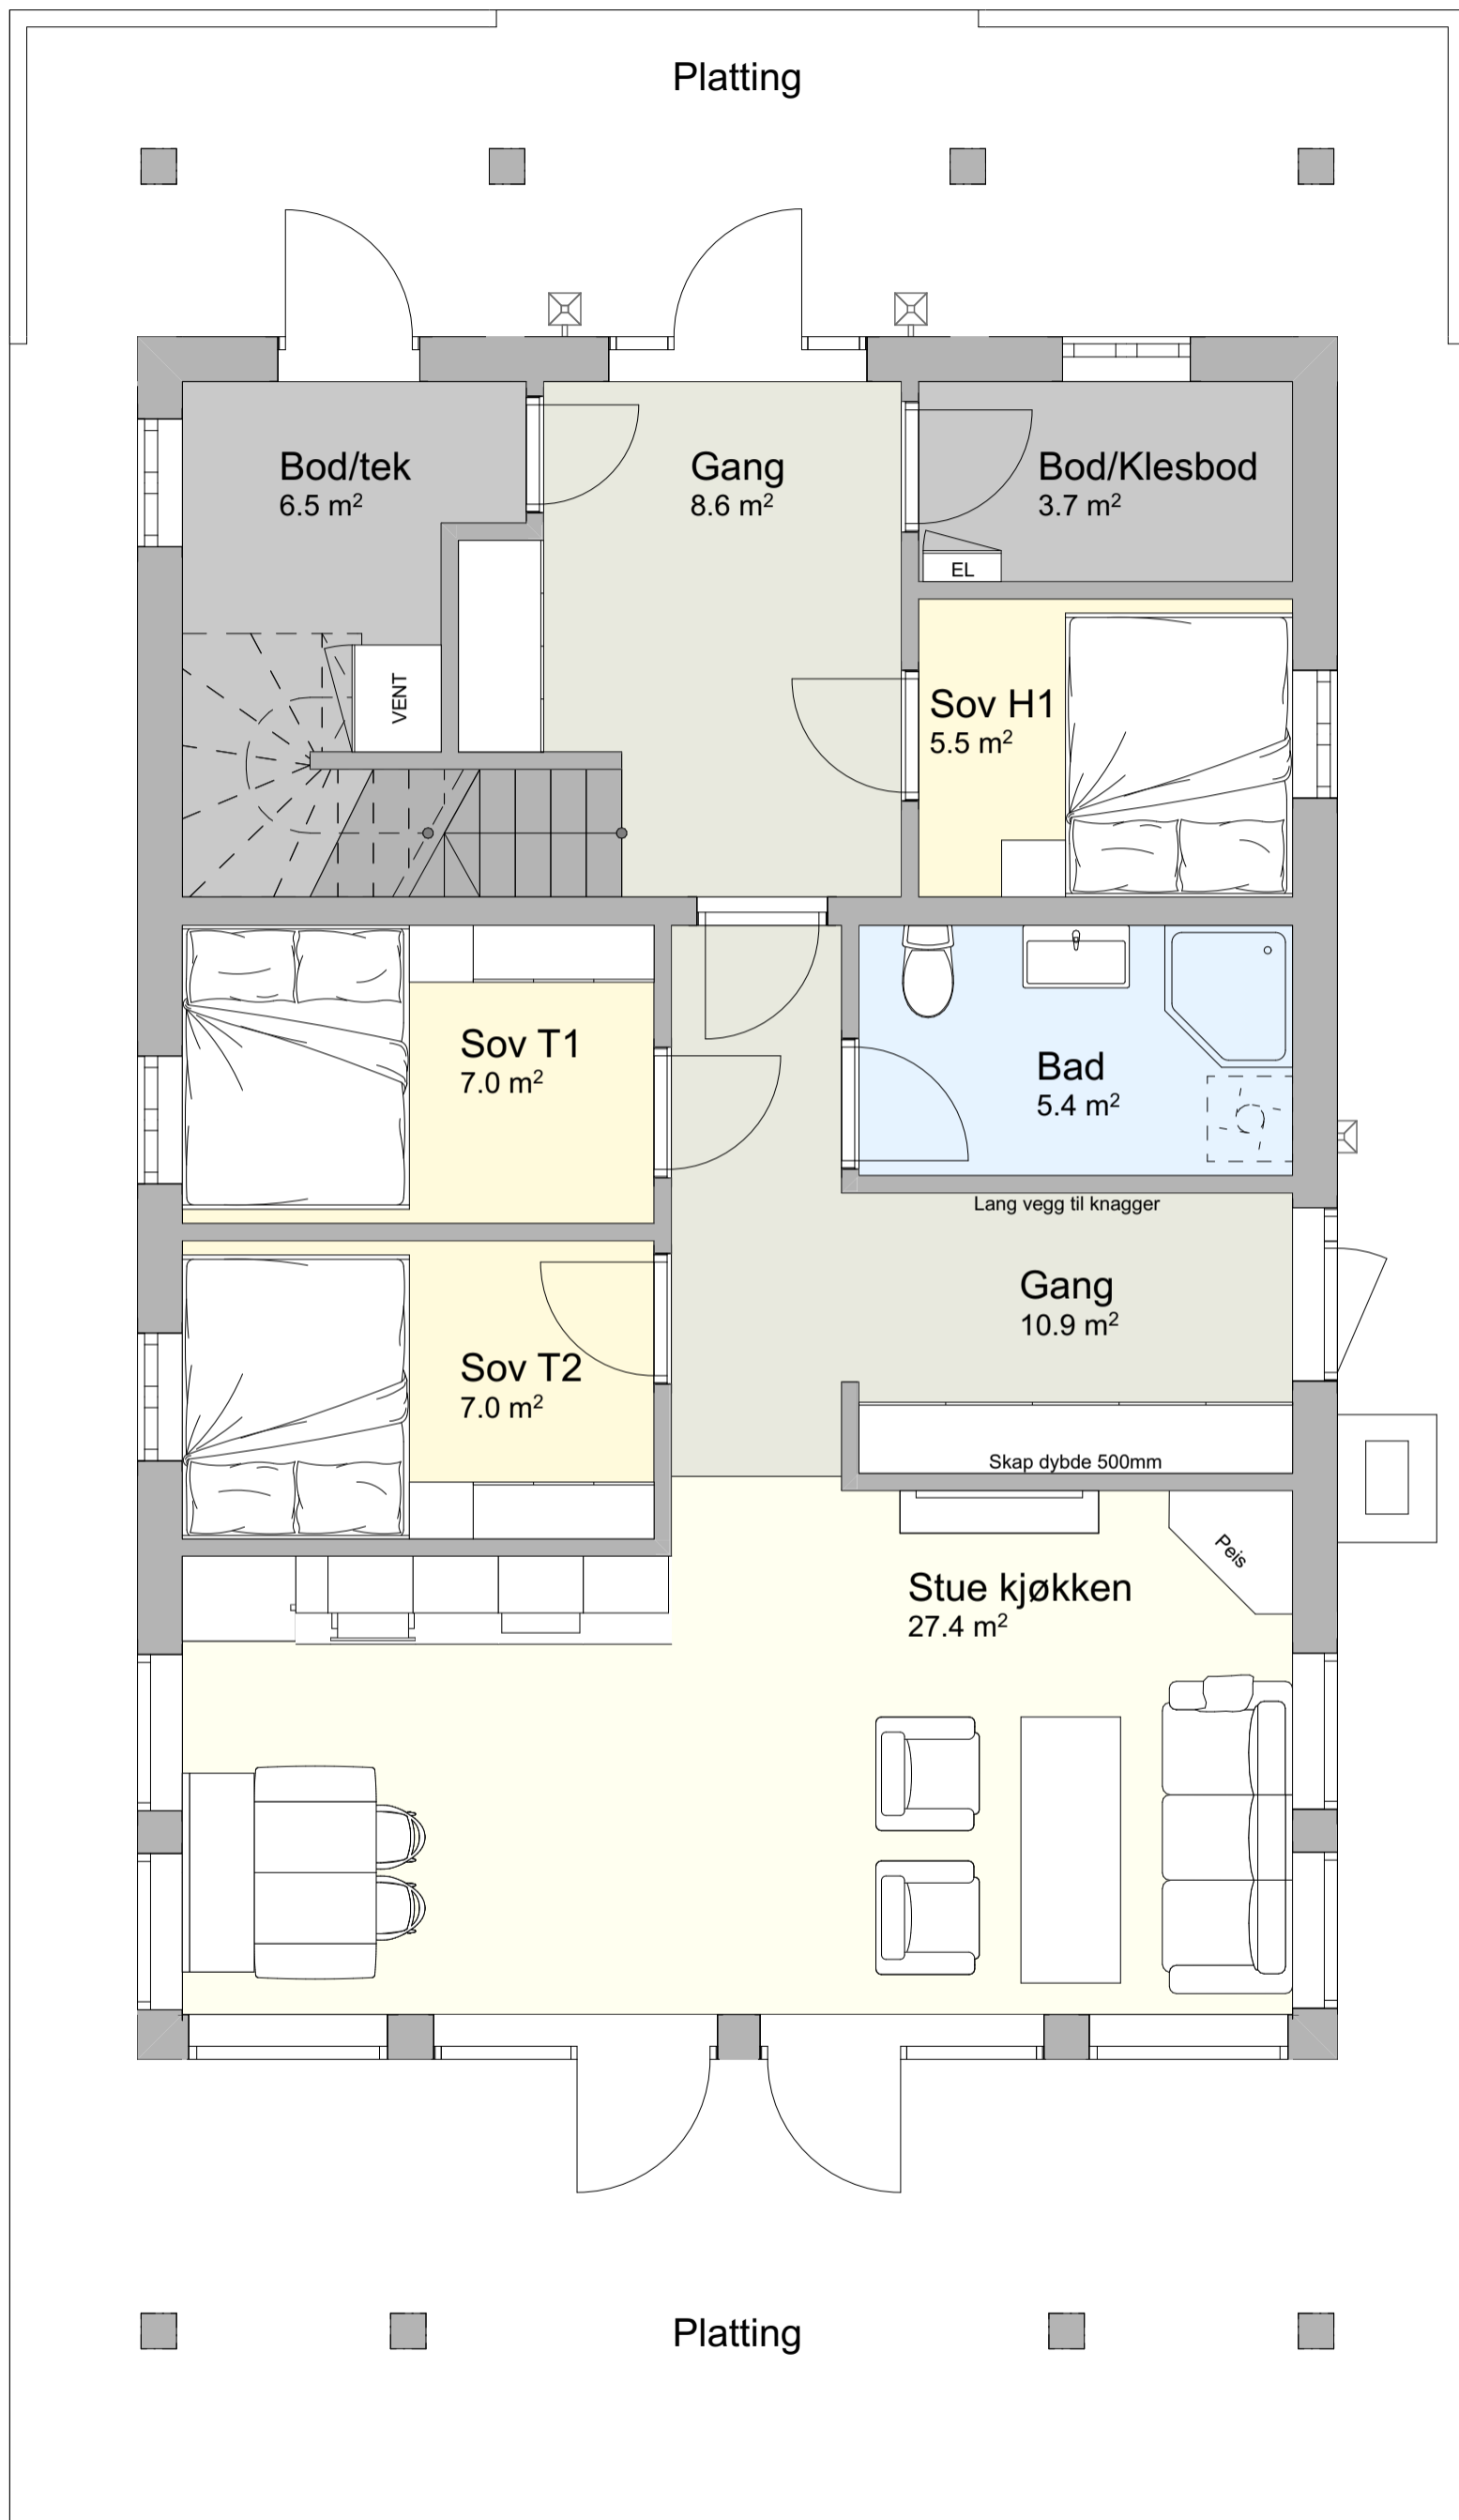 Platting
Bod/tek
6.5 m²
Gang
8.6 m²
Bod/Klesbod
3.7 m²
EL
VENT
Sov H1
5.5 m²
Sov T1
7.0 m²
Bad
5.4 m²
Lang vegg til knagger
Gang
10.9 m²
Sov T2
7.0 m²
Skap dybde 500mm
Peis
Stue kjøkken
27.4 m²
Platting